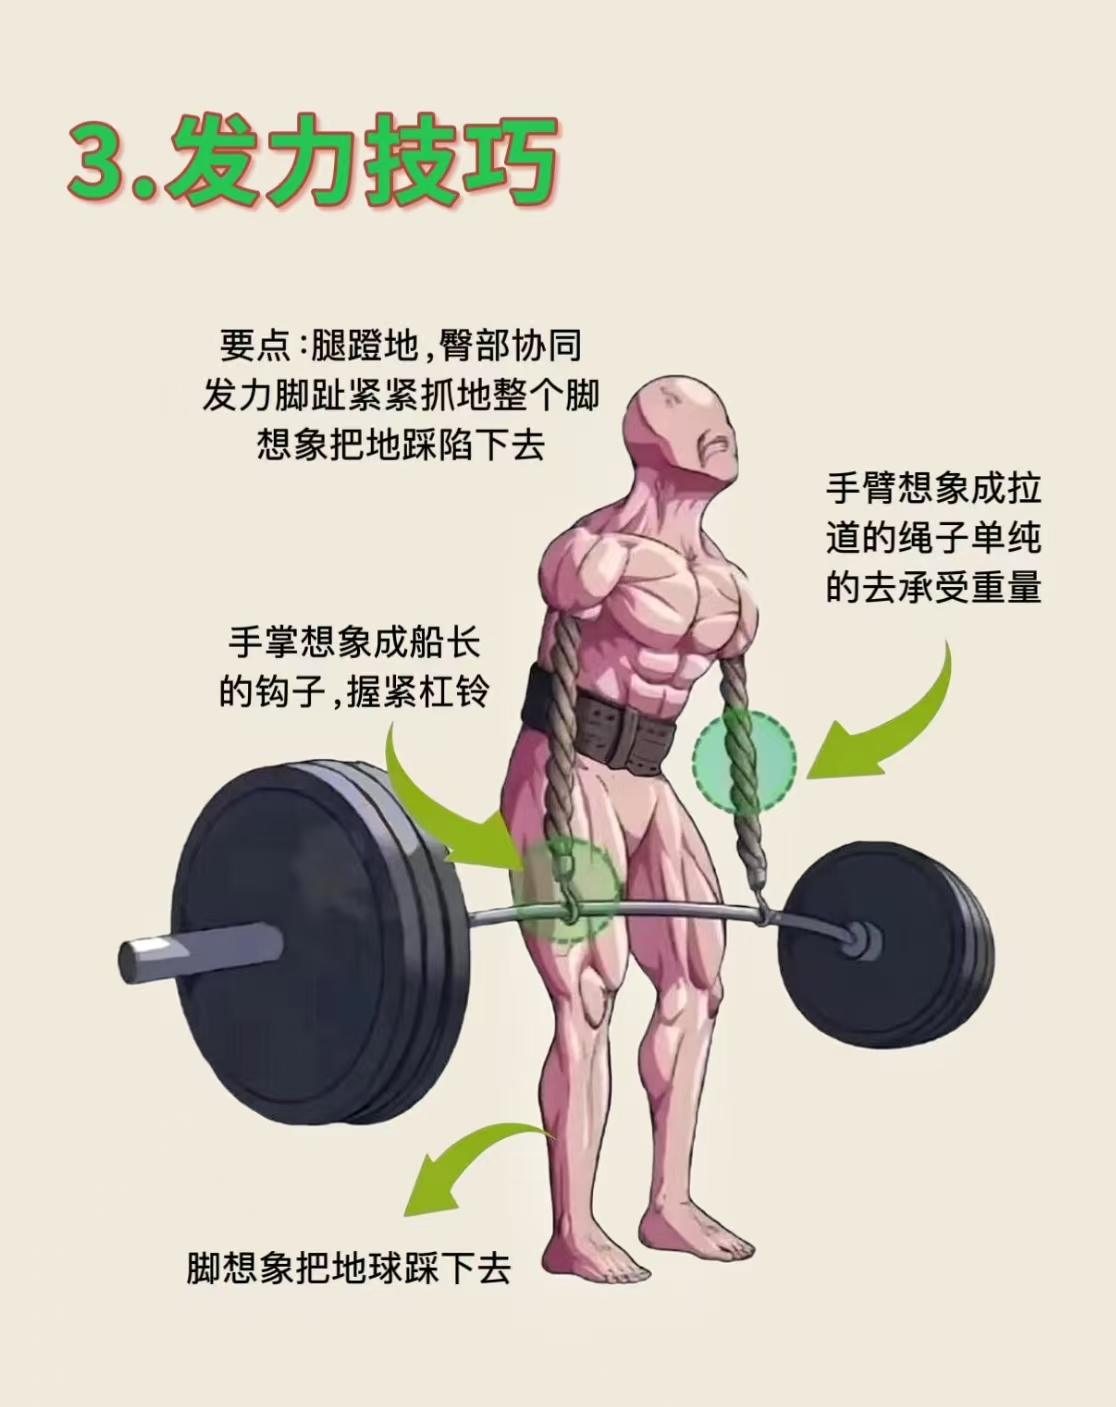 3.发力技巧
要点:腿蹬地,臀部协同
发力脚趾紧紧抓地整个脚
想象把地踩陷下去
手臂想象成拉
道的绳子单纯
的去承受重量
手掌想象成船长
的钩子,握紧杠铃
脚想象把地球踩下去